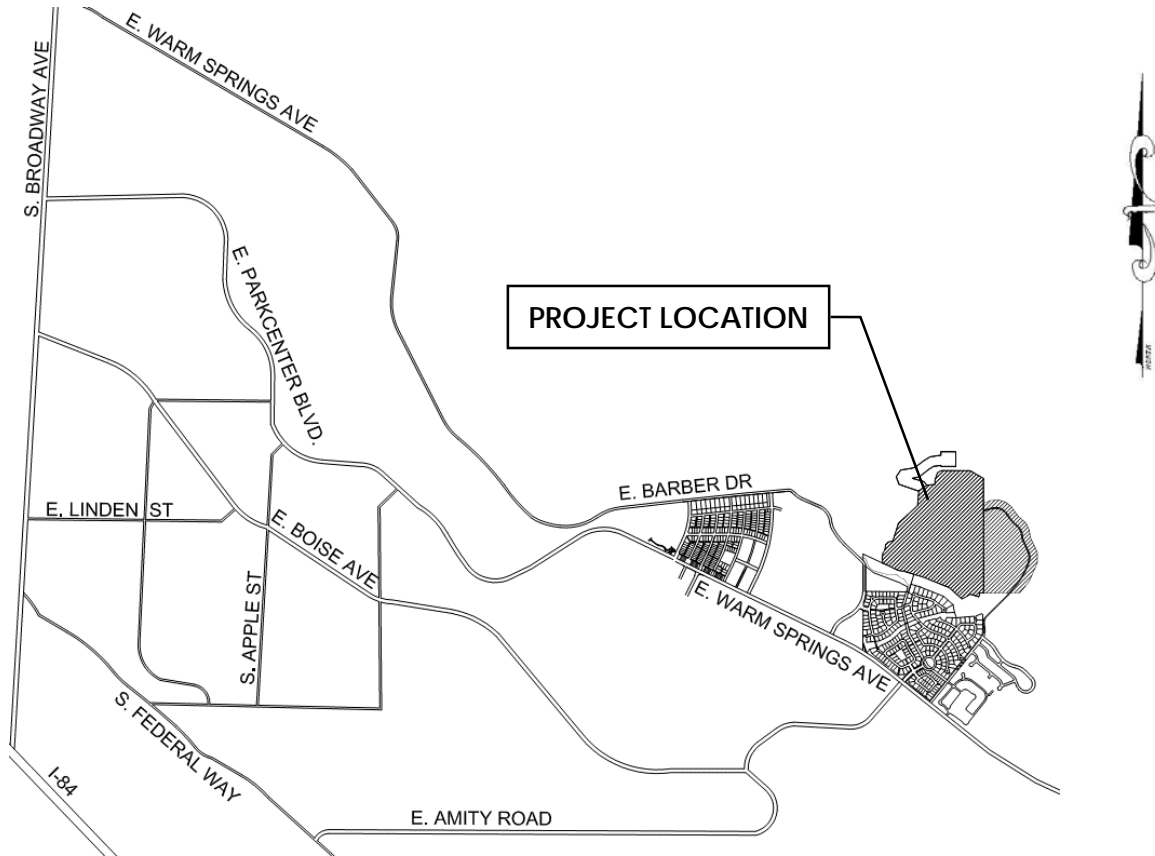 E. WARM SPRINGS AVE
S. BROADWAY AVE
E. PARKCENTER BLVD.
PROJECT LOCATION
E. BARBER DR
E. LINDEN ST
E. BOISE AVE
S. APPLE ST
E. WARM SPRINGS AVE
S. FEDERAL WAY
I-84
E. AMITY ROAD